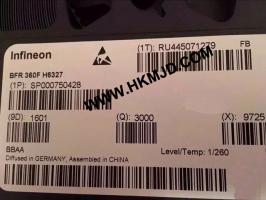 Infineon
(1T): RU445071279 FB
BFR 360F H6327
(1P): SP000750428
WWW.HKMJD.COM
(9D): 1601 (Q): 3000 (X): 9725
BBAA
Level/Temp: 1/260
Diffused in GERMANY, Assembled in CHINA